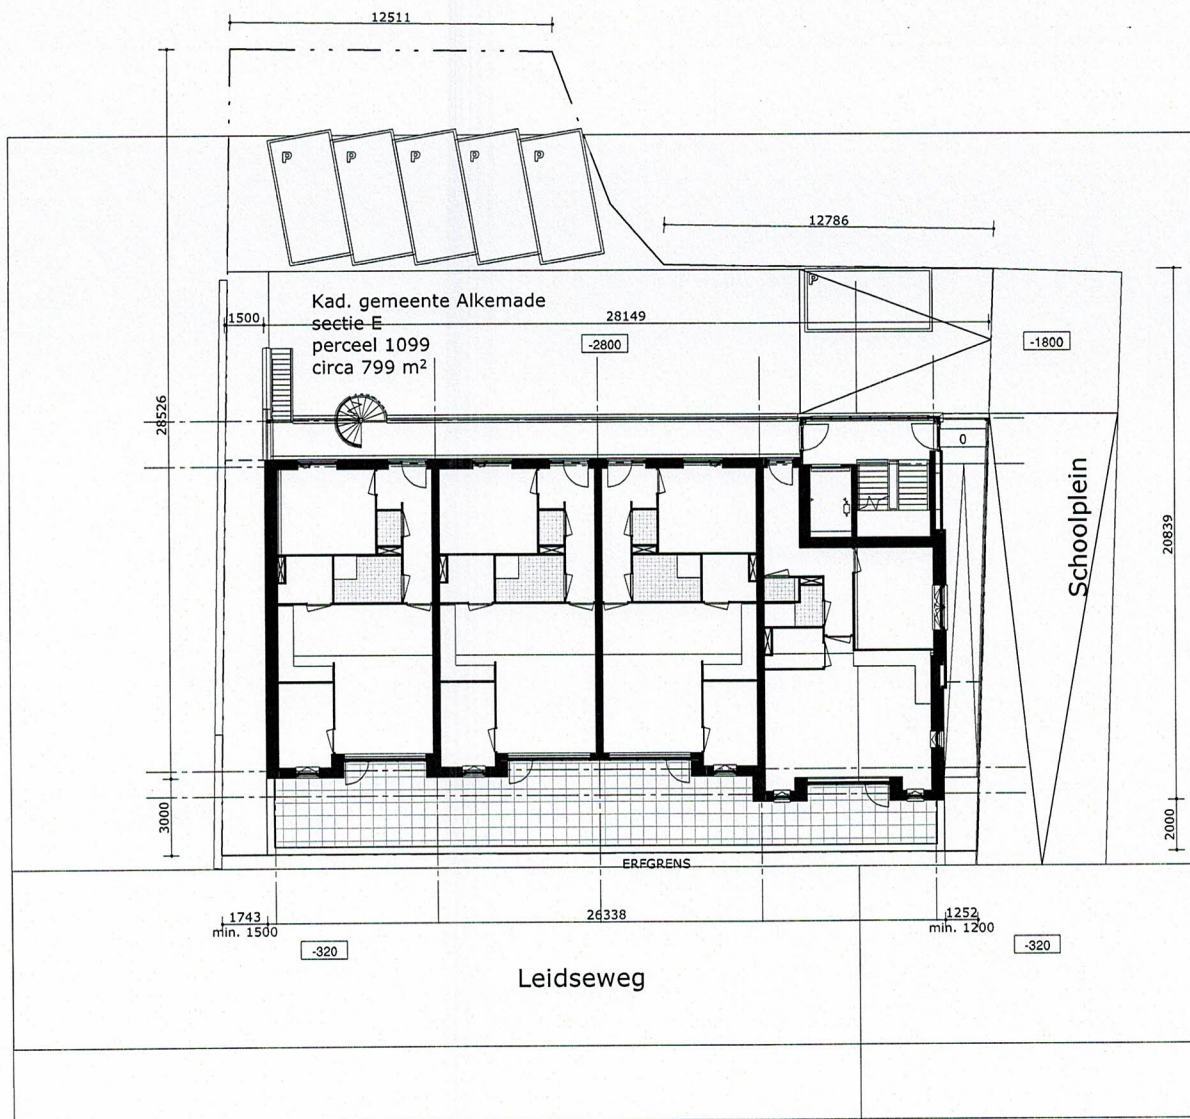 12511
P
P
P
P
P
12786
P
Kad. gemeente Alkemade
sectie E
perceel 1099
circa 799 m²
1500
28149
-2800
-1800
28526
0
Schoolplein
20839
3000
2000
ERFGRENS
1743
min. 1500
26338
1252
min. 1200
-320
-320
Leidseweg